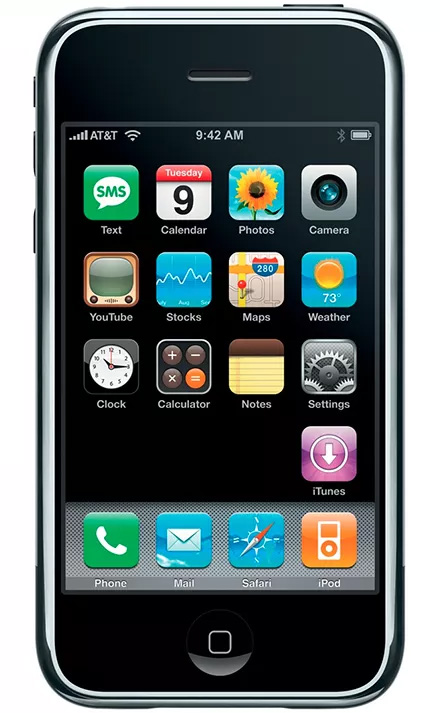 AT&T 9:42 AM
SMS Tuesday 9
Text Calendar Photos Camera
280 73°
YouTube Stocks Maps Weather
Clock Calculator Notes Settings
iTunes
Phone Mail Safari iPod